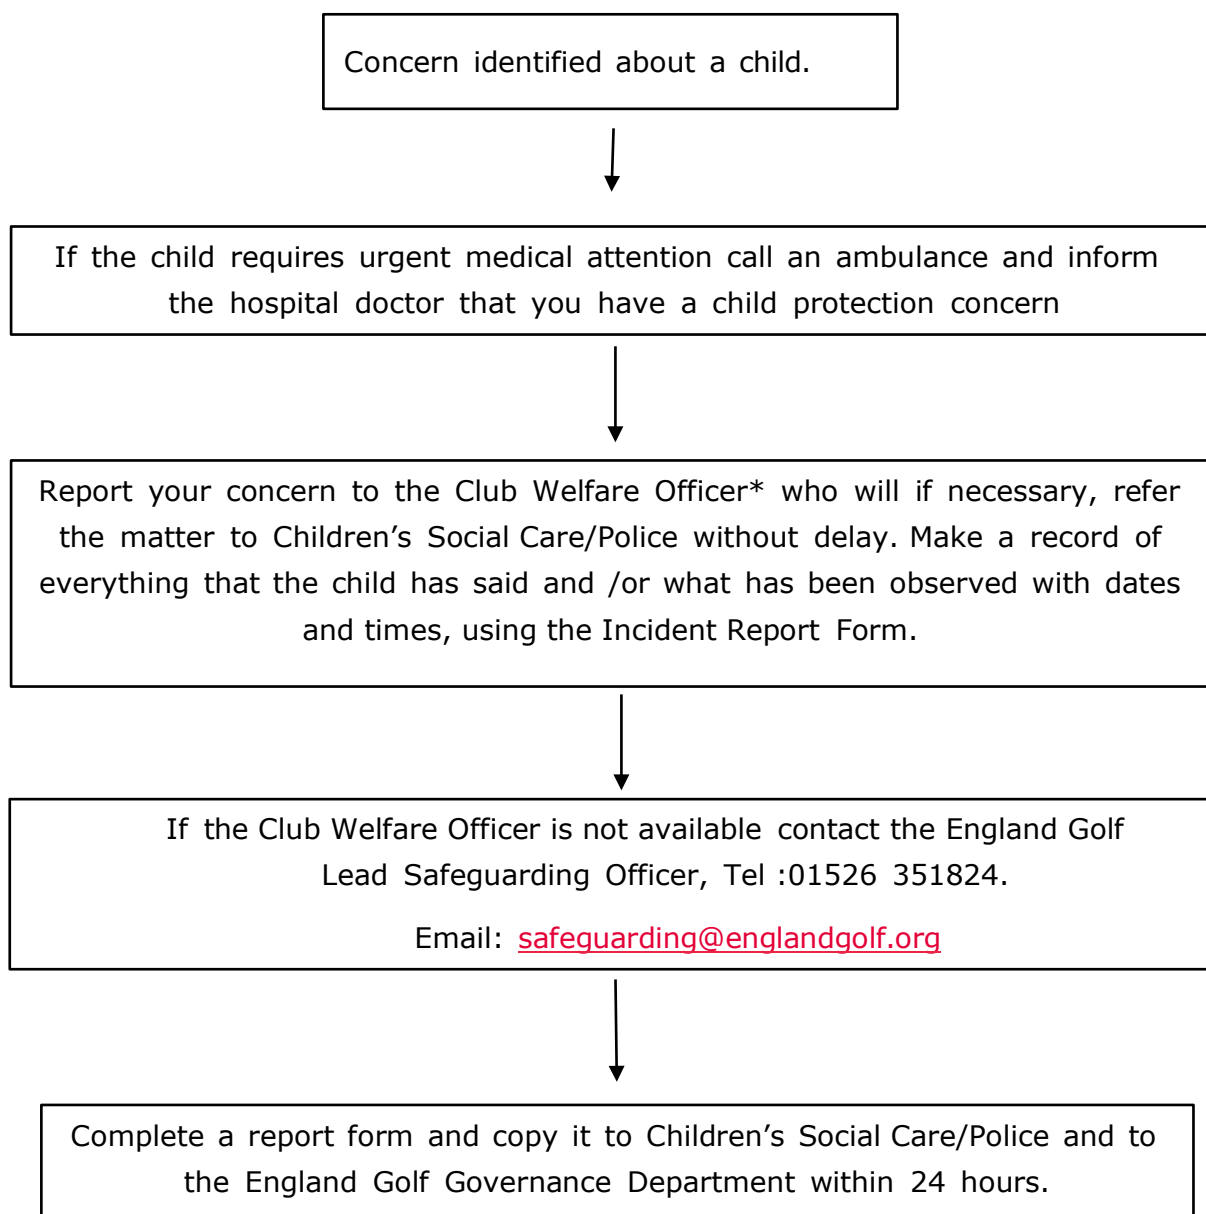 Concern identified about a child.
If the child requires urgent medical attention call an ambulance and inform
the hospital doctor that you have a child protection concern
Report your concern to the Club Welfare Officer* who will if necessary, refer
the matter to Children’s Social Care/Police without delay. Make a record of
everything that the child has said and /or what has been observed with dates
and times, using the Incident Report Form.
If the Club Welfare Officer is not available contact the England Golf
Lead Safeguarding Officer, Tel :01526 351824.
Email: safeguarding@englandgolf.org
Complete a report form and copy it to Children’s Social Care/Police and to
the England Golf Governance Department within 24 hours.